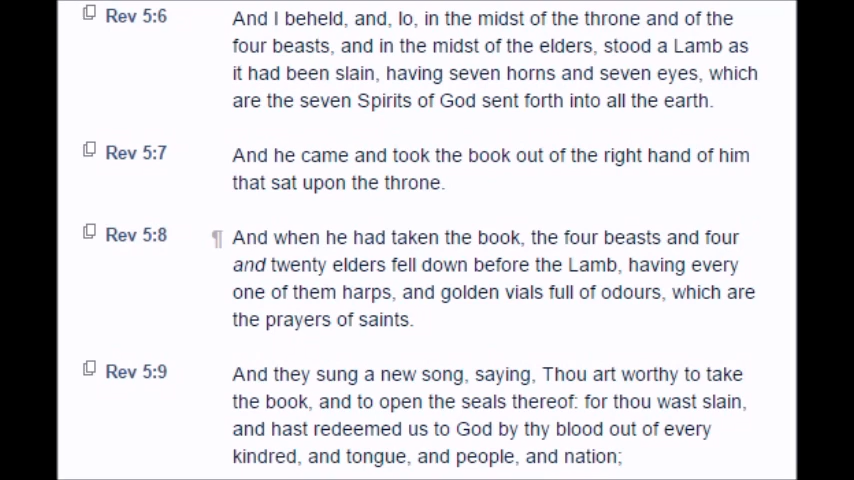 Rev 5:6 And I beheld, and, lo, in the midst of the throne and of the
four beasts, and in the midst of the elders, stood a Lamb as
it had been slain, having seven horns and seven eyes, which
are the seven Spirits of God sent forth into all the earth.
Rev 5:7 And he came and took the book out of the right hand of him
that sat upon the throne.
Rev 5:8 ¶ And when he had taken the book, the four beasts and four
and twenty elders fell down before the Lamb, having every
one of them harps, and golden vials full of odours, which are
the prayers of saints.
Rev 5:9 And they sung a new song, saying, Thou art worthy to take
the book, and to open the seals thereof: for thou wast slain,
and hast redeemed us to God by thy blood out of every
kindred, and tongue, and people, and nation;